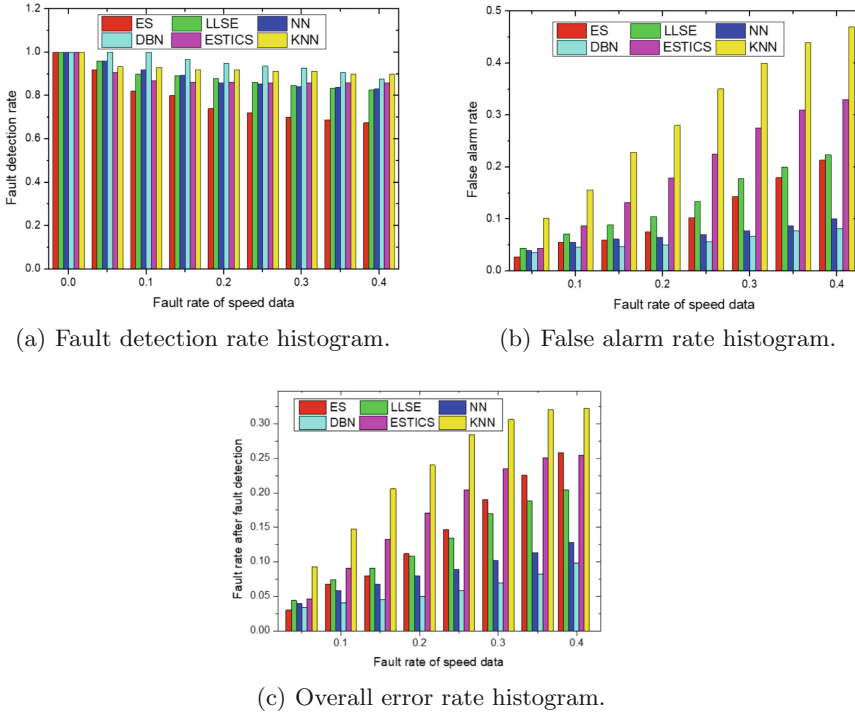 ES LLSE NN
DBN ESTICS KNN
1.2
1.0
0.8
0.6
0.4
0.2
0.0
Fault detection rate
0.0 0.1 0.2 0.3 0.4
Fault rate of speed data
(a) Fault detection rate histogram.
ES LLSE NN
DBN ESTICS KNN
0.5
0.4
0.3
0.2
0.1
0.0
False alarm rate
0.1 0.2 0.3 0.4
Fault rate of speed data
(b) False alarm rate histogram.
ES LLSE NN
DBN ESTICS KNN
0.30
0.25
0.20
0.15
0.10
0.05
0.00
Fault rate after fault detection
0.1 0.2 0.3 0.4
Fault rate of speed data
(c) Overall error rate histogram.